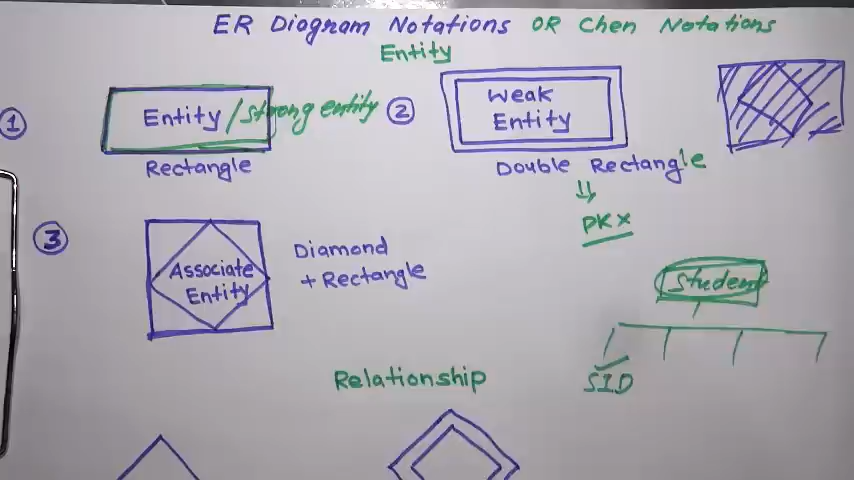 ER Diagram Notations OR Chen Notations
Entity
1
Entity / Strong entity
Rectangle
2
Weak
Entity
Double Rectangle
⇓
PKX
3
Associate
Entity
Diamond
+ Rectangle
Student
SID
Relationship